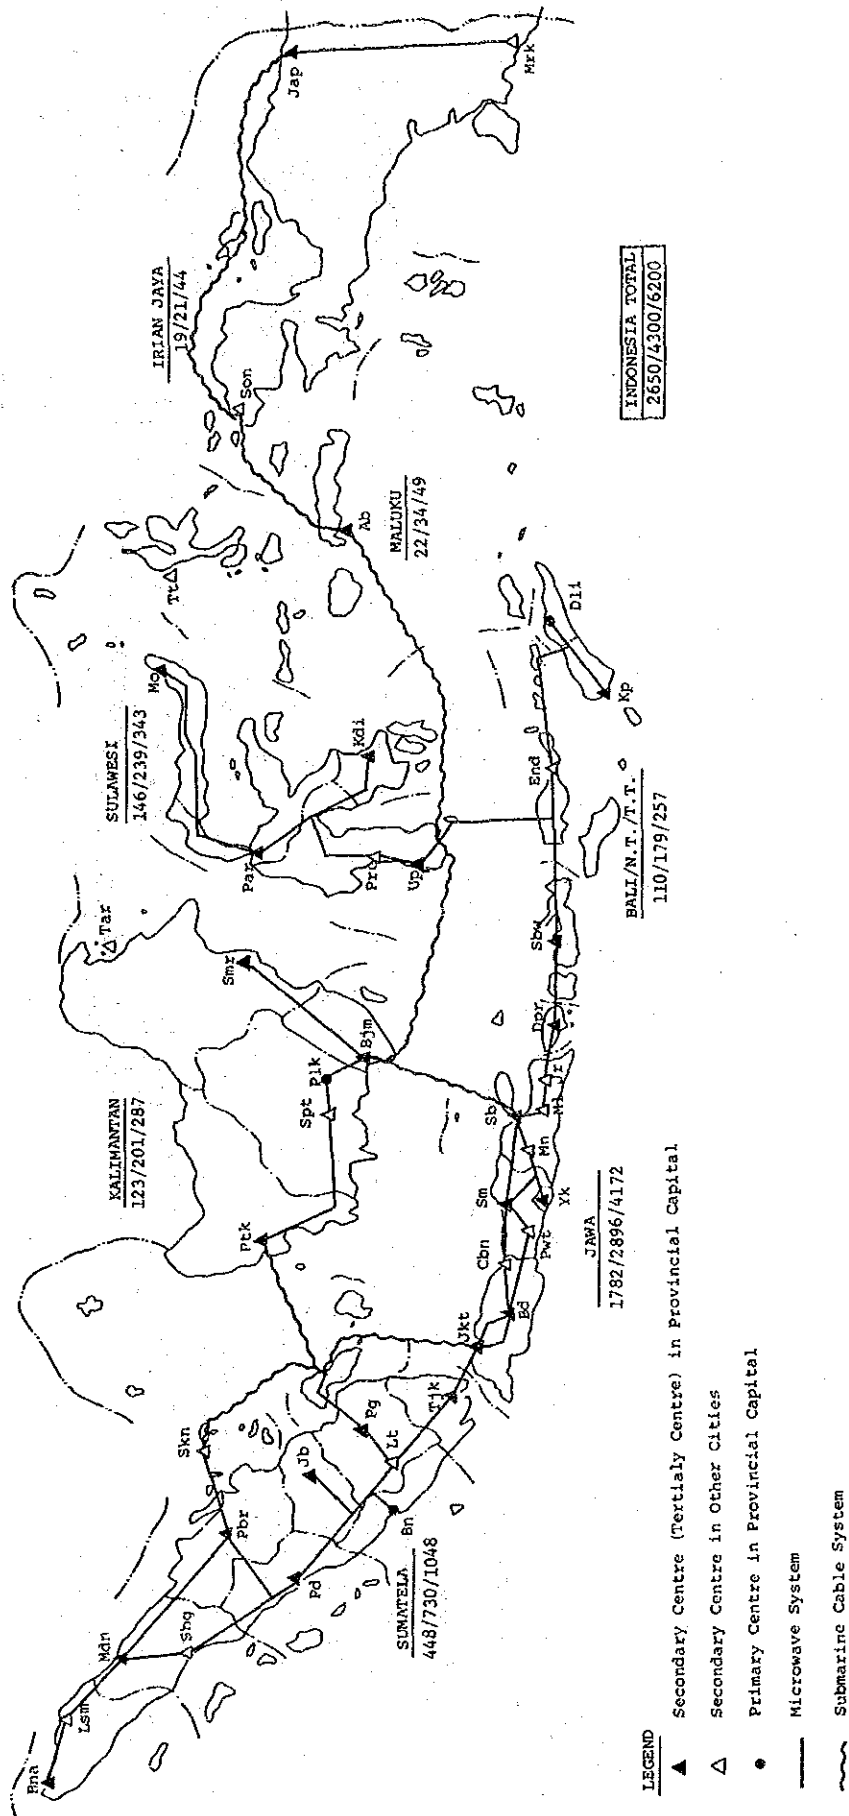 Bna
Lsm
Mdn
Sbg
Pbr
Skn
Pd
Jb
Bn
Pg
Lt
Tjk
SUMATELA
448/730/1048
KALIMANTAN
123/201/287
Ptk
Spt
Plk
Bjm
Smr
Tar
Jkt
Bd
Cbn
Pwt
Sm
Yk
Mn
Sb
Ml
Jr
JAWA
1782/2896/4172
Dpr
Sbw
End
Kp
Dli
BALI/N.T./T.T.
110/179/257
SULAWESI
146/239/343
Mo
Par
Kdi
Pre
Up
Tt
Ab
MALUKU
22/34/49
IRIAN JAYA
19/21/44
Son
Jap
Mrk
INDONESIA TOTAL
2650/4300/6200
LEGEND
Secondary Centre (Tertialy Centre) in Provincial Capital
Secondary Centre in Other Cities
Primary Centre in Provincial Capital
Microwave System
Submarine Cable System